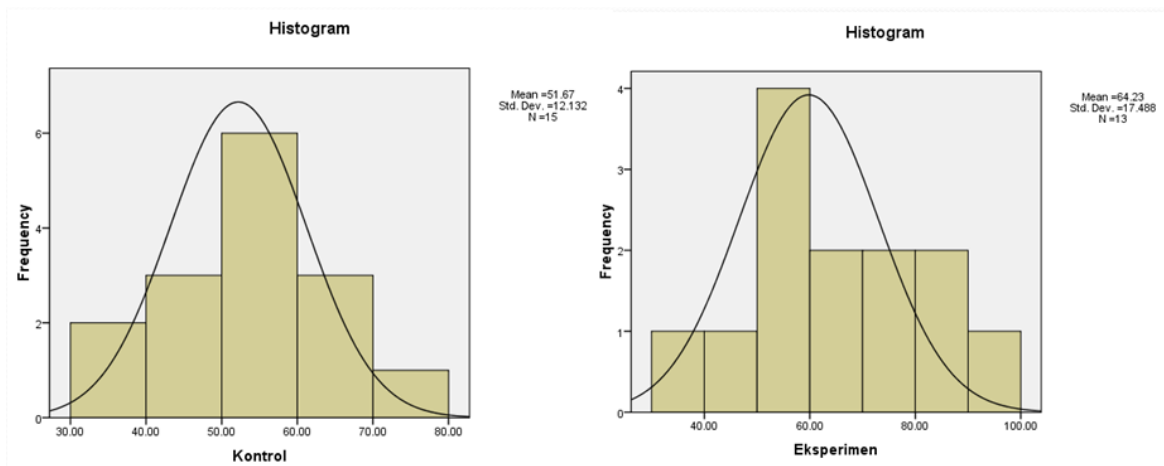 Histogram
Mean =51.67
Std. Dev. =12.132
N =15
Frequency
6
4
2
0
30.00 40.00 50.00 60.00 70.00 80.00
Kontrol
Histogram
Mean =64.23
Std. Dev. =17.488
N =13
Frequency
4
3
2
1
0
40.00 60.00 80.00 100.00
Eksperimen